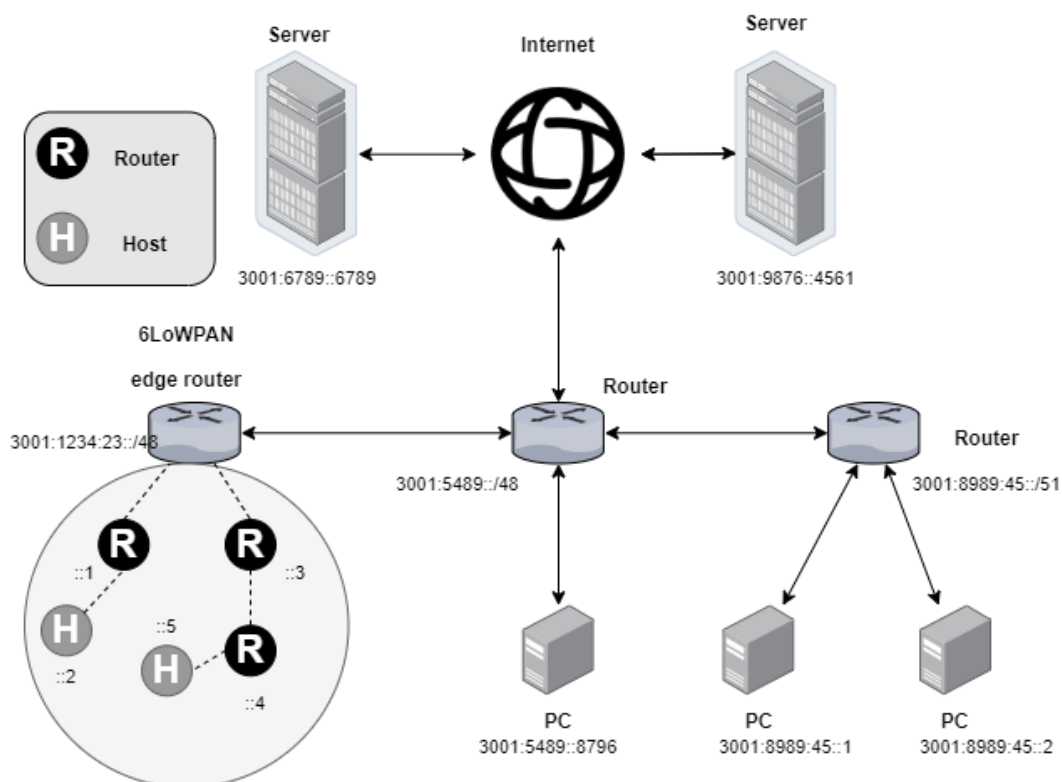 Server
Internet
Server
R
Router
H
Host
3001:6789::6789
3001:9876::4561
6LoWPAN
edge router
Router
3001:1234:23::/48
Router
3001:5489::/48
3001:8989:45::/51
R
R
::1
::3
H
::5
R
H
::2
::4
PC
PC
PC
3001:5489::8796
3001:8989:45::1
3001:8989:45::2